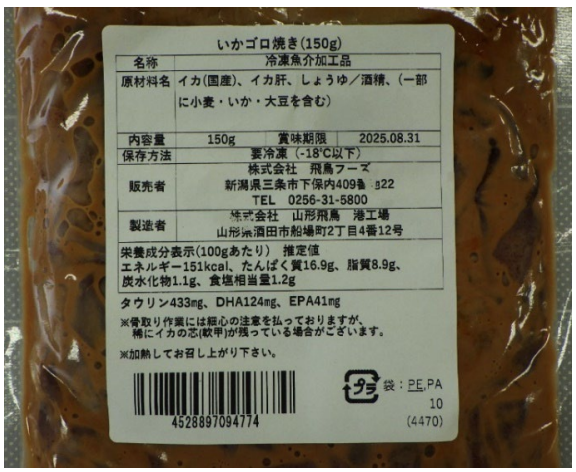 いかゴロ焼き(150g)
名称 冷凍魚介加工品
原材料名 イカ(国産)、イカ肝、しょうゆ／酒精、(一部
に小麦・いか・大豆を含む)
内容量 150g 賞味期限 2025.08.31
保存方法 要冷凍 (-18℃以下)
販売者 株式会社 飛鳥フーズ
新潟県三条市下保内409番 22
TEL 0256-31-5800
製造者 株式会社 山形飛鳥 港工場
山形県酒田市船場町2丁目4番12号
栄養成分表示(100gあたり) 推定値
エネルギー151kcal、たんぱく質16.9g、脂質8.9g、
炭水化物1.1g、食塩相当量1.2g
タウリン433mg、DHA124mg、EPA41mg
※骨取り作業には細心の注意を払っておりますが、
稀にイカの芯(軟甲)が残っている場合がございます。
※加熱してお召し上がり下さい。
プラ 袋：PE,PA
10
(4470)
4528897094774